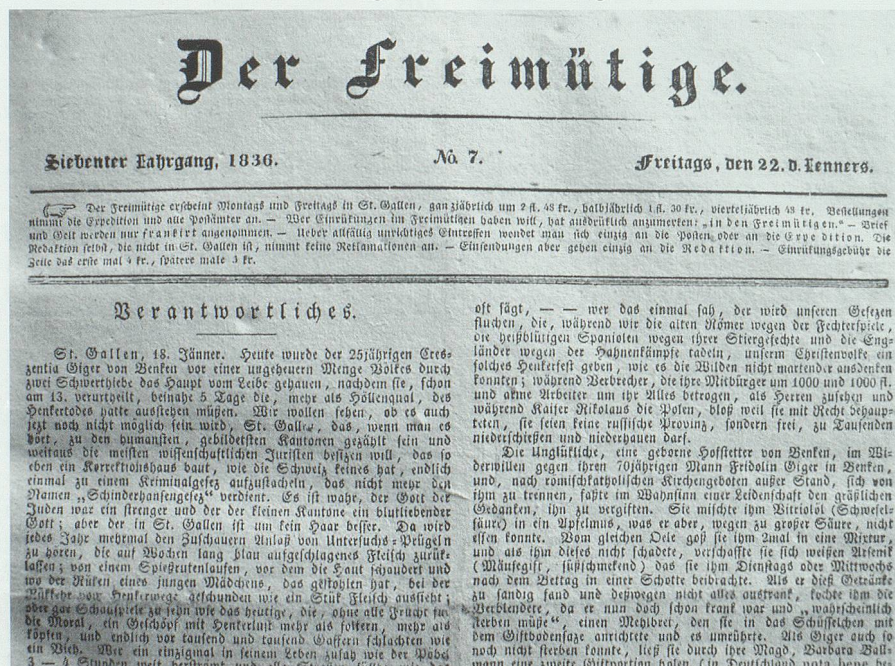 Der Freimütige.
Siebenter Jahrgang, 1836.
No. 7.
Freitags, den 22. d. Jenners.
Der Freimütige erscheint Montags und Freitags in St. Gallen, ganzjährlich um 2 fl. 48 kr., halbjährlich 1 fl. 30 kr., vierteljährlich 48 kr. Bestellungen
nimmt die Expedition und alle Postämter an. — Wer Einrükungen im Freimütigen haben will, hat ausdrüklich anzumerken: „in den Freimütigen." — Brief
und Geit werden nur frankirt angenommen. — Ueber allfällig unrichtiges Eintreffen wendet man sich einzig an die Posten oder an die Expedition. Die
Redaktion selbst, die nicht in St. Gallen ist, nimmt keine Reklamationen an. — Einsendungen aber gehen einzig an die Redaktion. — Einrükungsgebühr die
Zeile das erste mal 4 kr., spätere male 3 kr.
Verantwortliches.
St. Gallen, 18. Jänner. Heute wurde der 25jährigen Cres-
zentia Giger von Benken vor einer ungeheuern Menge Volkes durch
zwei Schwerthiebe das Haupt vom Leibe gehauen, nachdem sie, schon
am 13. verurtheilt, beinahe 5 Tage die, mehr als Höllenqual, des
Henkertodes hatte ausstehen müßen. Wir wollen sehen, ob es auch
jezt noch nicht möglich sein wird, St. Gallen, das, wenn man es
hört, zu den humansten, gebildetsten Kantonen gezählt sein und
weitaus die meisten wissenschaftlichen Juristen besizen will, das so
eben ein Korrektionshaus baut, wie die Schweiz keines hat, endlich
einmal zu einem Kriminalgesez aufzustacheln, das nicht mehr den
Namen „Schinderhansengesez" verdient. Es ist wahr, der Gott der
Juden war ein strenger und der der kleinen Kantone ein blutliebender
Gott; aber der in St. Gallen ist um kein Haar besser. Da wird
jedes Jahr mehrmal den Zuschauern Anlaß von Untersuchs-Prügeln
zu hören, die auf Wochen lang blau aufgeschlagenes Fleisch zurük-
lassen; von einem Spießrutenlaufen, vor dem die Haut schaudert und
wo der Rüken eines jungen Mädchens, das gestohlen hat, bei der
Rükkehr vom Henkerwege geschunden wie ein Stük Fleisch aussieht;
oder gar Schauspiele zu sehn wie das heutige, die, ohne alle Frucht für
die Moral, ein Geschöpf mit Henkerlust mehr als foltern, mehr als
köpfen, und endlich vor tausend und tausend Gaffern schlachten wie
ein Vieh. Wer ein einzigmal in seinem Leben zusah wie der Pöbel
3 — 4 Stunden weit
oft sägt, — — wer das einmal sah, der wird unseren Gesezen
fluchen, die, während wir die alten Römer wegen der Fechterspiele,
die heißblütigen Spaniolen wegen ihrer Stiergefechte und die Eng-
länder wegen der Hahnenkämpfe tadeln, unserm Christenvolke ein
solches Henkerfest geben, wie es die Wilden nicht martender ausdenken
konnten; während Verbrecher, die ihre Mitbürger um 1000 und 1000 fl.
und arme Arbeiter um ihr Alles betrogen, als Herren zusehen und
während Kaiser Nikolaus die Polen, bloß weil sie mit Recht behaup-
teten, sie seien keine russische Provinz, sondern frei, zu Tausenden
niederschießen und niederhauen darf.
Die Unglükliche, eine geborne Hofstetter von Benken, im Wi-
derwillen gegen ihren 70jährigen Mann Fridolin Giger in Benken,
und, nach römischkatholischen Kirchengeboten außer Stand, sich von
ihm zu trennen, faßte im Wahnsinn einer Leidenschaft den gräßlichen
Gedanken, ihn zu vergiften. Sie mischte ihm Vitriolöl (Schwefel-
säure) in ein Apfelmus, was er aber, wegen zu großer Säure, nicht
essen konnte. Vom gleichen Oele goß sie ihm 2mal in eine Mixtur,
und als ihm dieses nicht schadete, verschaffte sie sich weißen Arsenik
(Mäusegift, süßschmekend) das sie ihm Dienstags oder Mittwochs
nach dem Bettag in einer Schotte beibrachte. Als er dieß Getränk
zu sandig fand und deßwegen nicht alles austrank, kochte ihm die
Verblendete, da er nun doch schon krank war und „wahrscheinlich
sterben müße", einen Mehlbrei, den sie in das Schüsselchen mit
dem Giftbodensaze anrichtete und es umrührte. Als Giger auch so
noch nicht sterben konnte, ließ sie durch ihre Magd, Barbara
mann eine zweite Giftportion holen